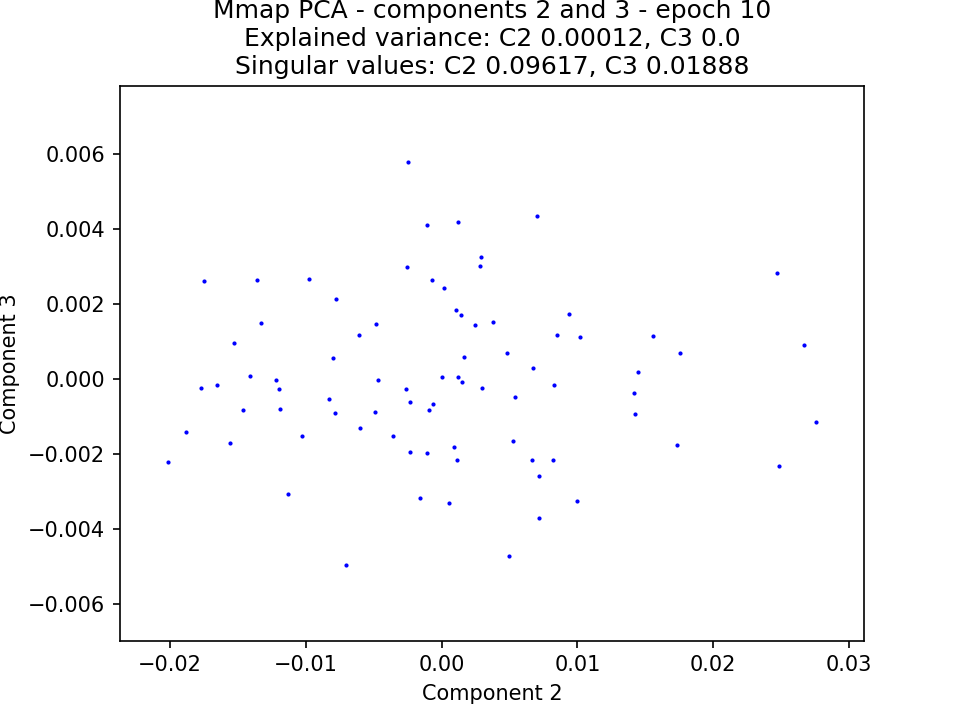 Mmap PCA - components 2 and 3 - epoch 10
Explained variance: C2 0.00012, C3 0.0
Singular values: C2 0.09617, C3 0.01888
0.006
0.004
0.002
0.000
−0.002
−0.004
−0.006
Component 3
−0.02
−0.01
0.00
0.01
0.02
0.03
Component 2